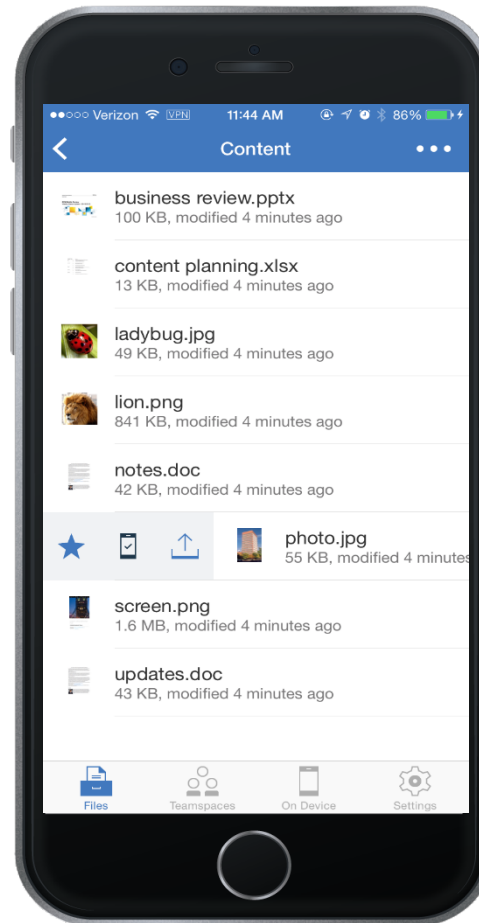 Verizon VPN 11:44 AM 86%
Content
business review.pptx
100 KB, modified 4 minutes ago
content planning.xlsx
13 KB, modified 4 minutes ago
ladybug.jpg
49 KB, modified 4 minutes ago
lion.png
841 KB, modified 4 minutes ago
notes.doc
42 KB, modified 4 minutes ago
photo.jpg
55 KB, modified 4 minutes
screen.png
1.6 MB, modified 4 minutes ago
updates.doc
43 KB, modified 4 minutes ago
Files Teamspaces On Device Settings